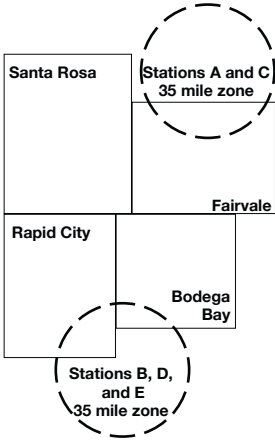 Santa Rosa
Stations A and C
35 mile zone
Fairvale
Rapid City
Bodega
Bay
Stations B, D,
and E
35 mile zone